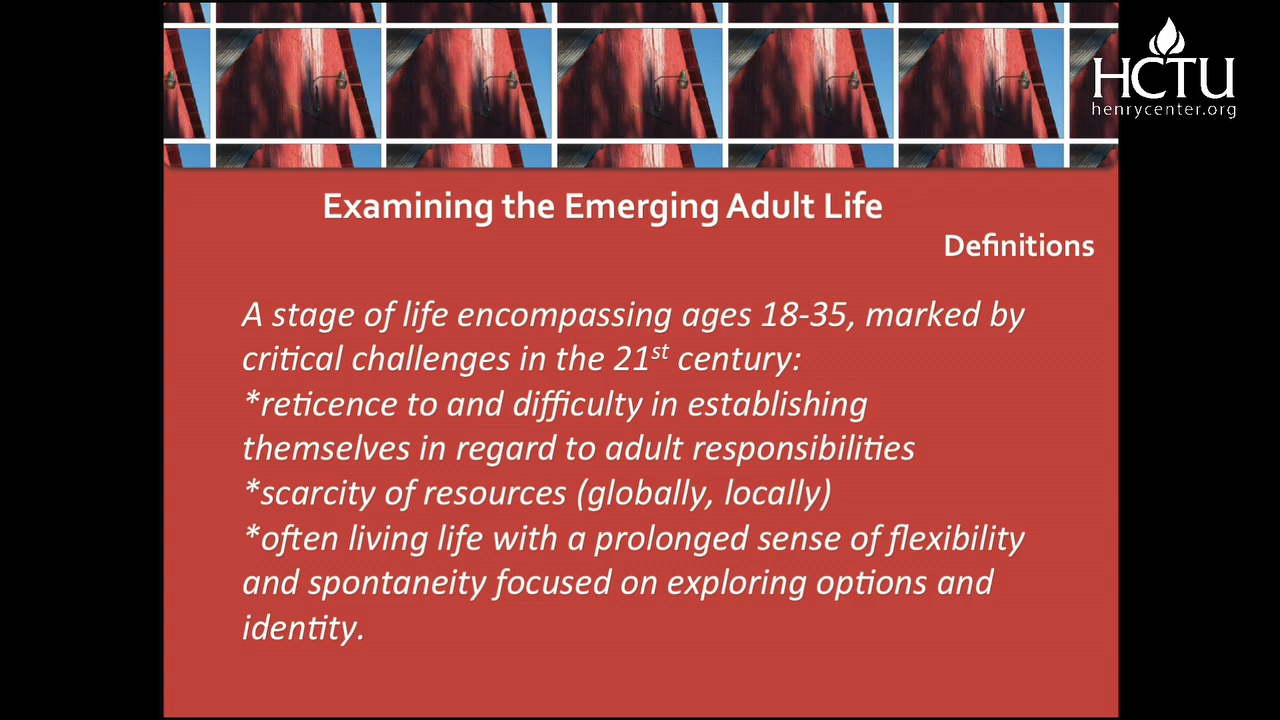 HCTU
henrycenter.org
Examining the Emerging Adult Life
Definitions
A stage of life encompassing ages 18-35, marked by
critical challenges in the 21st century:
*reticence to and difficulty in establishing
themselves in regard to adult responsibilities
*scarcity of resources (globally, locally)
*often living life with a prolonged sense of flexibility
and spontaneity focused on exploring options and
identity.